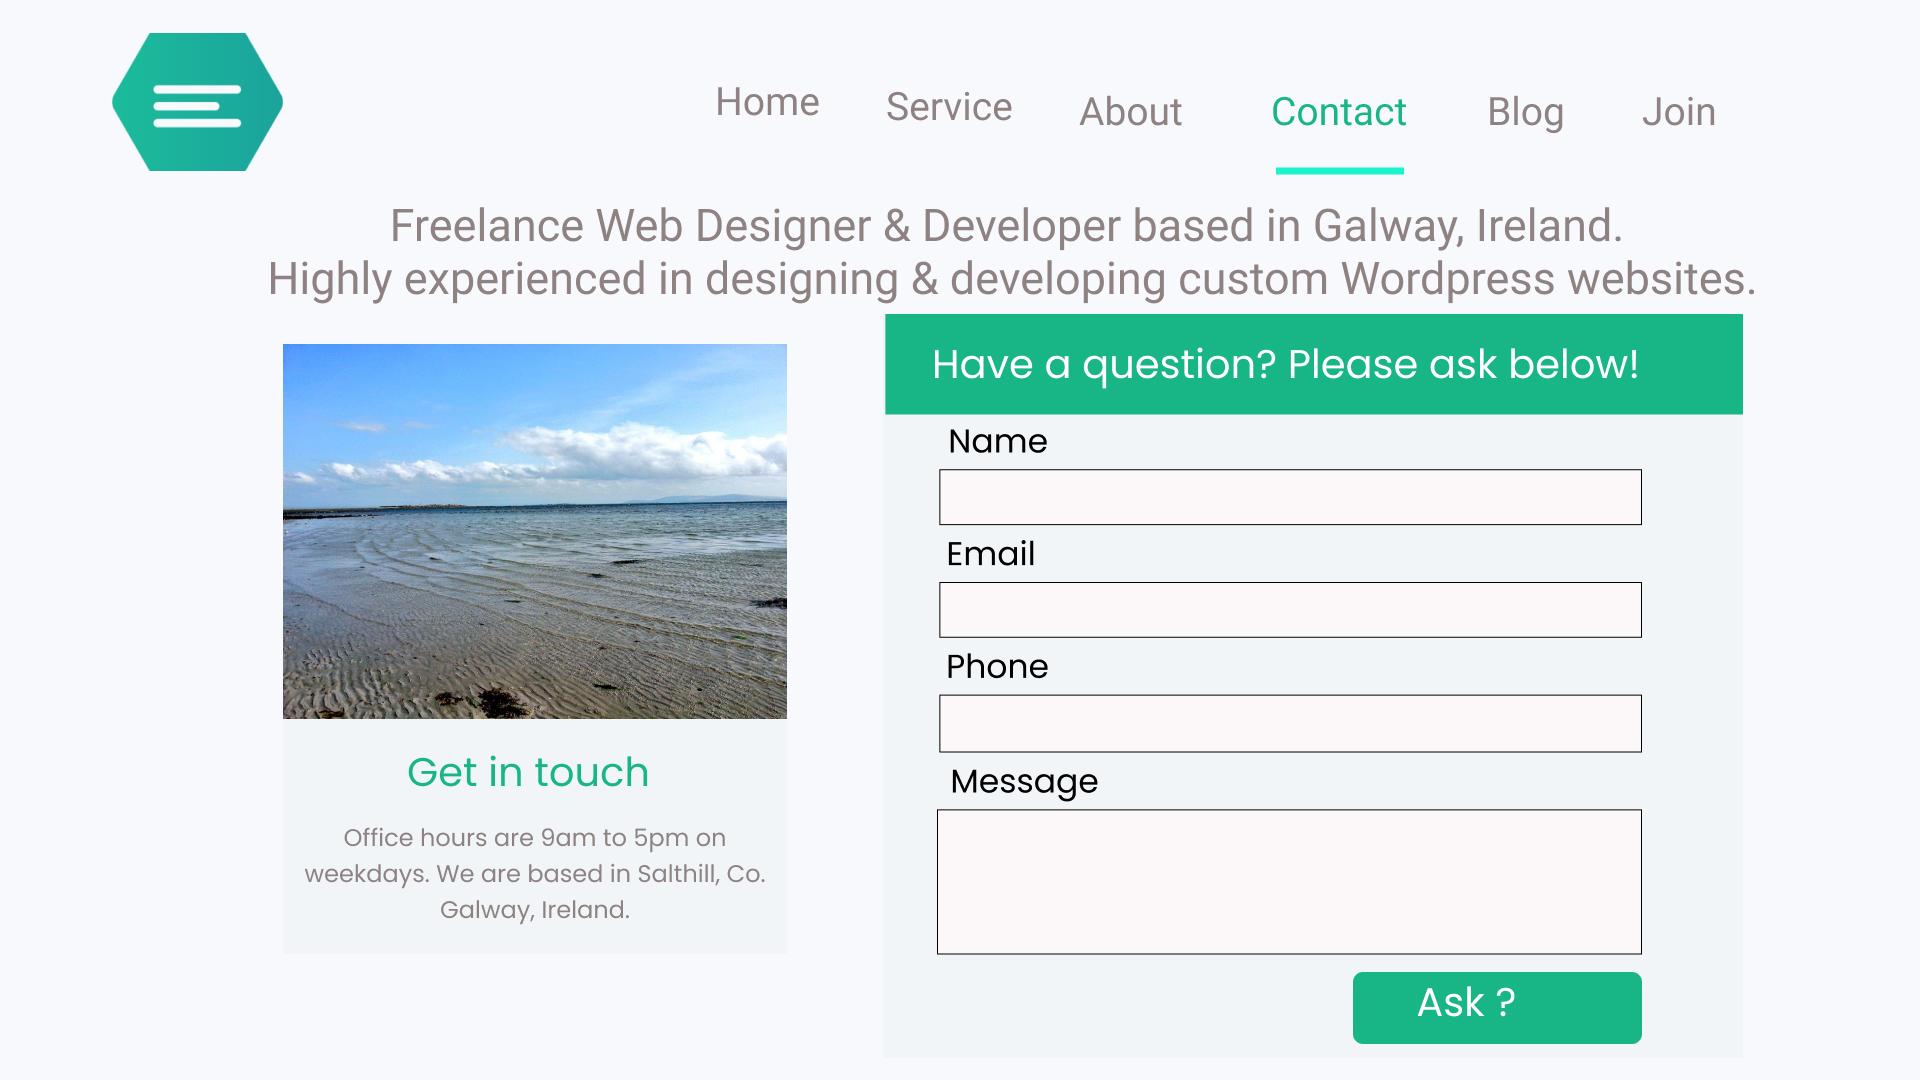 Home Service About Contact Blog Join
Freelance Web Designer & Developer based in Galway, Ireland.
Highly experienced in designing & developing custom Wordpress websites.
Have a question? Please ask below!
Name
Email
Phone
Message
Ask ?
Get in touch
Office hours are 9am to 5pm on
weekdays. We are based in Salthill, Co.
Galway, Ireland.